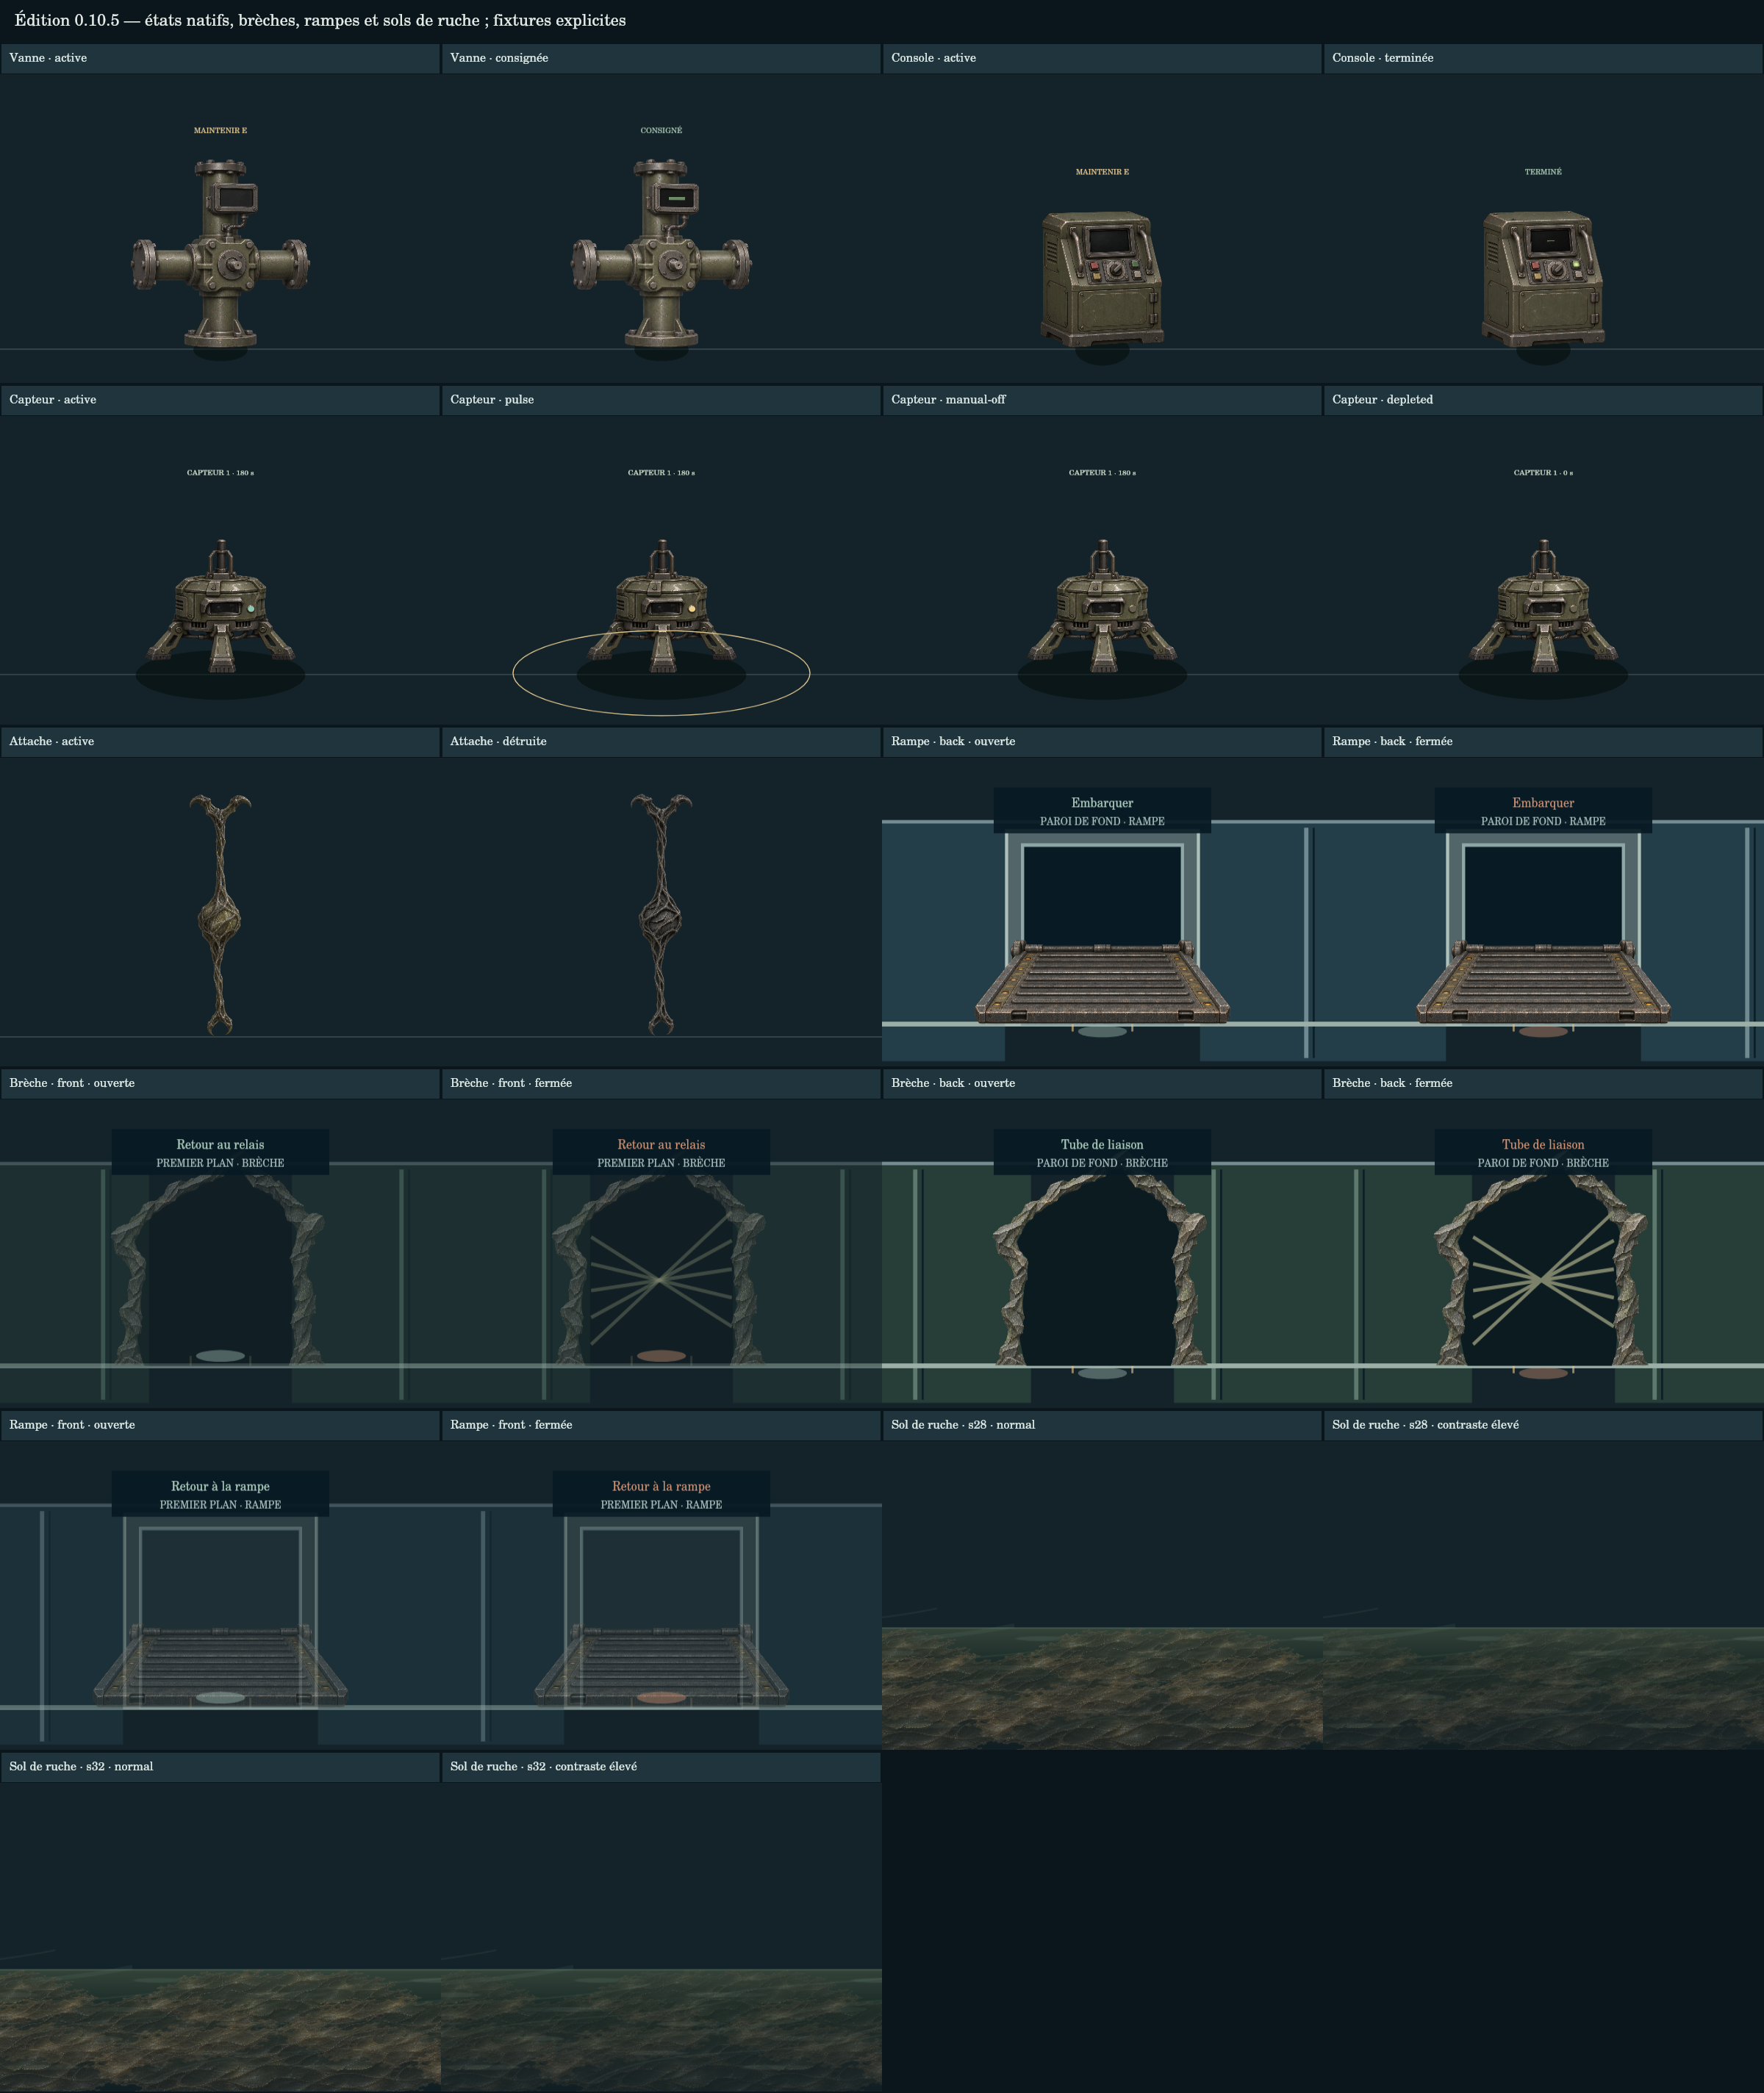 Édition 0.10.5 — états natifs, brèches, rampes et sols de ruche ; fixtures explicites
Vanne · active
Vanne · consignée
Console · active
Console · terminée
MAINTENIR E
CONSIGNÉ
MAINTENIR E
TERMINÉ
Capteur · active
Capteur · pulse
Capteur · manual-off
Capteur · depleted
CAPTEUR 1 · 180 s
CAPTEUR 1 · 180 s
CAPTEUR 1 · 180 s
CAPTEUR 1 · 0 s
Attache · active
Attache · détruite
Rampe · back · ouverte
Rampe · back · fermée
Embarquer
PAROI DE FOND · RAMPE
Embarquer
PAROI DE FOND · RAMPE
Brèche · front · ouverte
Brèche · front · fermée
Brèche · back · ouverte
Brèche · back · fermée
Retour au relais
PREMIER PLAN · BRÈCHE
Retour au relais
PREMIER PLAN · BRÈCHE
Tube de liaison
PAROI DE FOND · BRÈCHE
Tube de liaison
PAROI DE FOND · BRÈCHE
Rampe · front · ouverte
Rampe · front · fermée
Sol de ruche · s28 · normal
Sol de ruche · s28 · contraste élevé
Retour à la rampe
PREMIER PLAN · RAMPE
Retour à la rampe
PREMIER PLAN · RAMPE
Sol de ruche · s32 · normal
Sol de ruche · s32 · contraste élevé